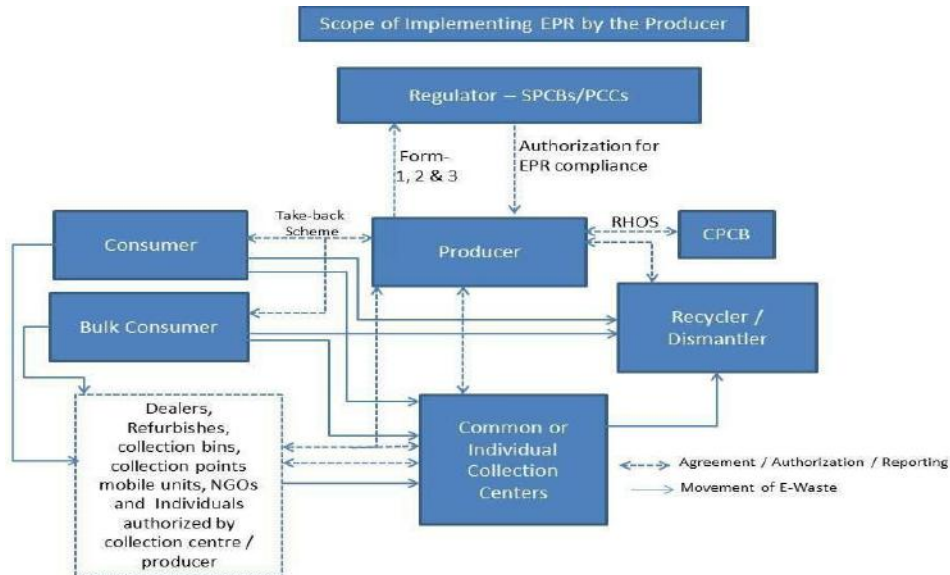 Scope of Implementing EPR by the Producer
Regulator – SPCBs/PCCs
Form-
1, 2 & 3
Authorization for
EPR compliance
Take-back
Scheme
Consumer
Producer
RHOS
CPCB
Bulk Consumer
Recycler /
Dismantler
Dealers,
Refurbishes,
collection bins,
collection points
mobile units, NGOs
and Individuals
authorized by
collection centre /
producer
Common or
Individual
Collection
Centers
Agreement / Authorization / Reporting
Movement of E-Waste